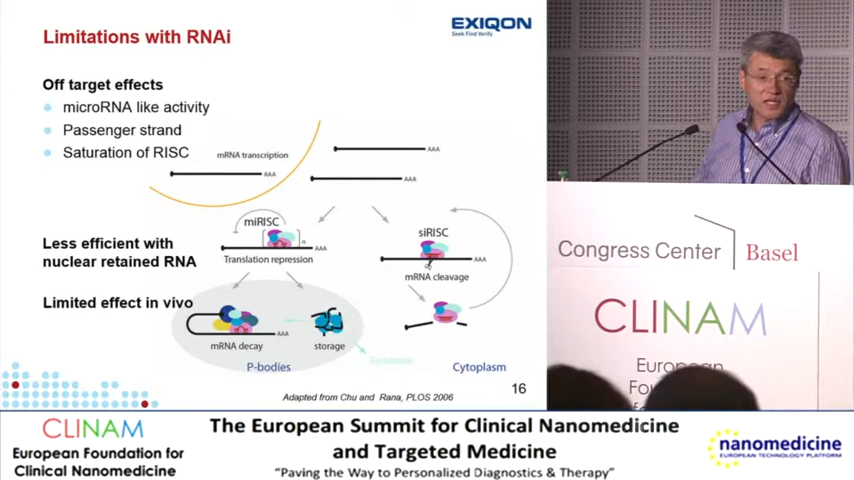 Limitations with RNAi
EXIQON
Seek Find Verify
Off target effects
microRNA like activity
Passenger strand
Saturation of RISC
mRNA transcription
AAA
AAA
AAA
miRISC
n
AAA
Translation repression
siRISC
AAA
mRNA cleavage
Less efficient with
nuclear retained RNA
Limited effect in vivo
AAA
mRNA decay
storage
Translation
P-bodies
Cytoplasm
Adapted from Chu and Rana, PLOS 2006
16
Congress Center Basel
CLINAM
European
Fou
CLINAM
European Foundation for
Clinical Nanomedicine
The European Summit for Clinical Nanomedicine
and Targeted Medicine
"Paving the Way to Personalized Diagnostics & Therapy"
nanomedicine
EUROPEAN TECHNOLOGY PLATFORM